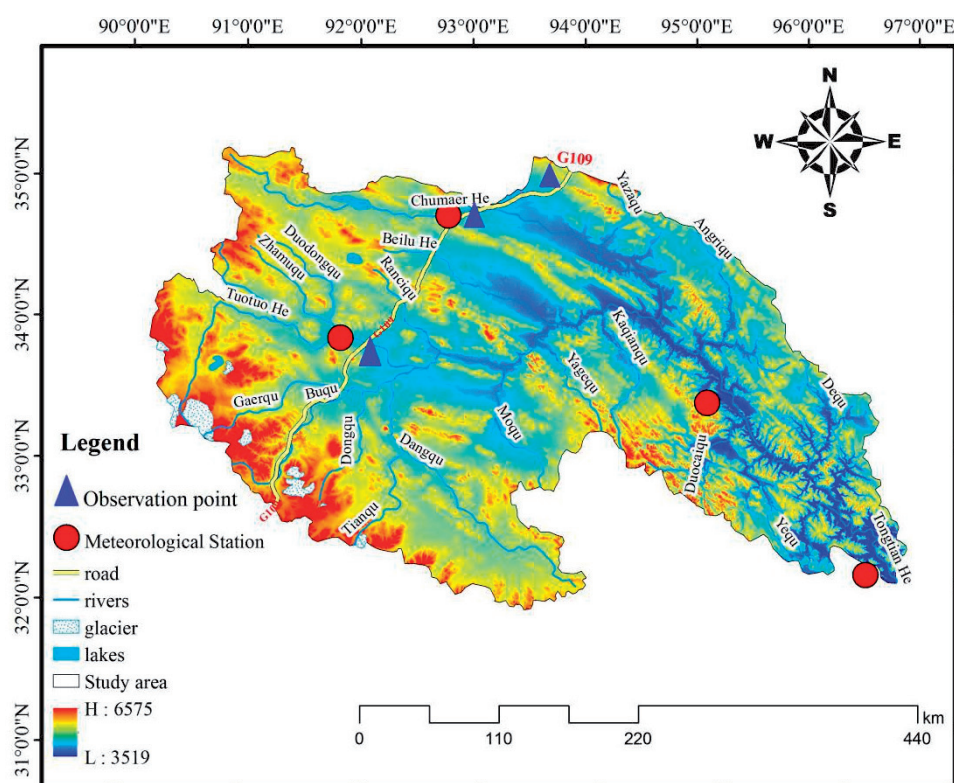 90°0'0"E 91°0'0"E 92°0'0"E 93°0'0"E 94°0'0"E 95°0'0"E 96°0'0"E 97°0'0"E
35°0'0"N
34°0'0"N
33°0'0"N
32°0'0"N
31°0'0"N
N
W E
S
G109
Yazaqu
Chumaer He
Angriqu
Beilu He
Duodongqu
Zhamuqu
Ranciqu
Tuotuo He
G109
Kaqianqu
Yagequ
Gaerqu
Buqu
Dequ
Moqu
Dongqu
Dangqu
Duocaiqu
Tianqu
Yequ
Tongtian He
Legend
Observation point
Meteorological Station
road
rivers
glacier
lakes
Study area
H : 6575
L : 3519
km
0 110 220 440